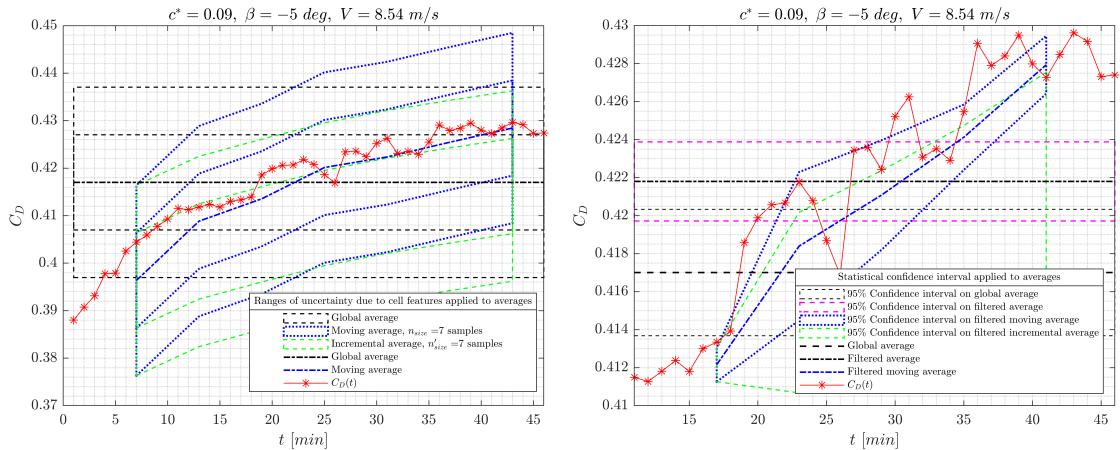 c* = 0.09, β = −5 deg, V = 8.54 m/s
0.45
0.44
0.43
0.42
0.41
0.4
0.39
0.38
0.37
C_D
Ranges of uncertainty due to cell features applied to averages
Global average
Moving average, n_size =7 samples
Incremental average, n'_size=7 samples
Global average
Moving average
C_D(t)
0 5 10 15 20 25 30 35 40 45
t [min]
c* = 0.09, β = −5 deg, V = 8.54 m/s
0.43
0.428
0.426
0.424
0.422
0.42
0.418
0.416
0.414
0.412
0.41
C_D
Statistical confidence interval applied to averages
95% Confidence interval on global average
95% Confidence interval on filtered average
95% Confidence interval on filtered moving average
95% Confidence interval on filtered incremental average
Global average
Filtered average
Filtered moving average
C_D(t)
15 20 25 30 35 40 45
t [min]